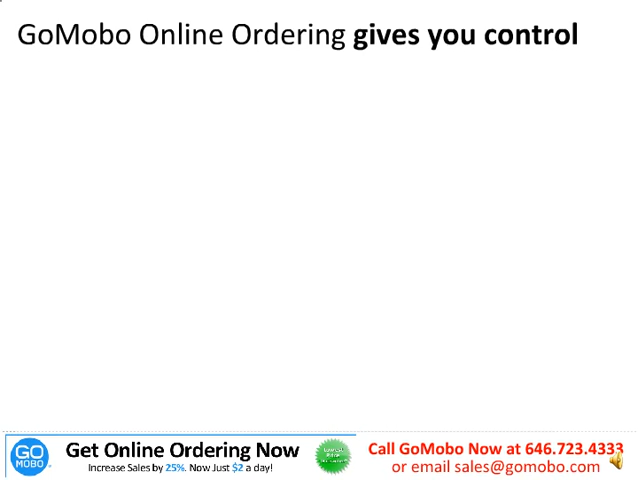 GoMobo Online Ordering gives you control
GO
MOBO
Get Online Ordering Now
Increase Sales by 25%. Now Just $2 a day!
Call GoMobo Now at 646.723.4333
or email sales@gomobo.com